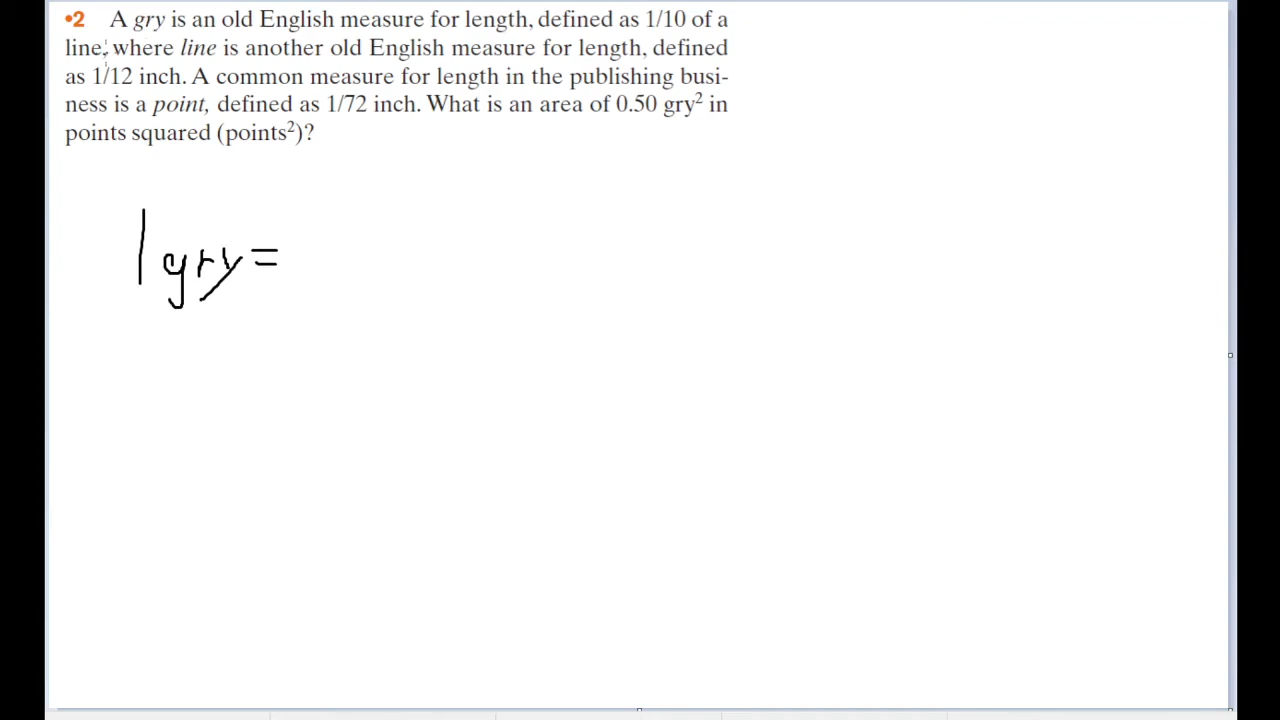 •2 A gry is an old English measure for length, defined as 1/10 of a
line, where line is another old English measure for length, defined
as 1/12 inch. A common measure for length in the publishing busi-
ness is a point, defined as 1/72 inch. What is an area of 0.50 gry² in
points squared (points²)?
1 gry =